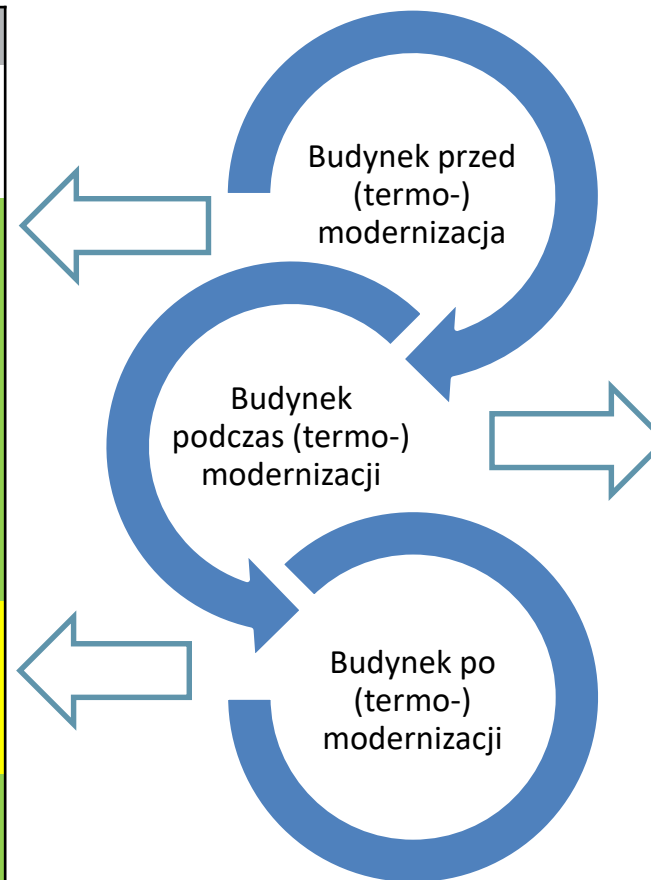 Budynek przed
(termo-)
modernizacja
Budynek
podczas (termo-)
modernizacji
Budynek po
(termo-)
modernizacji